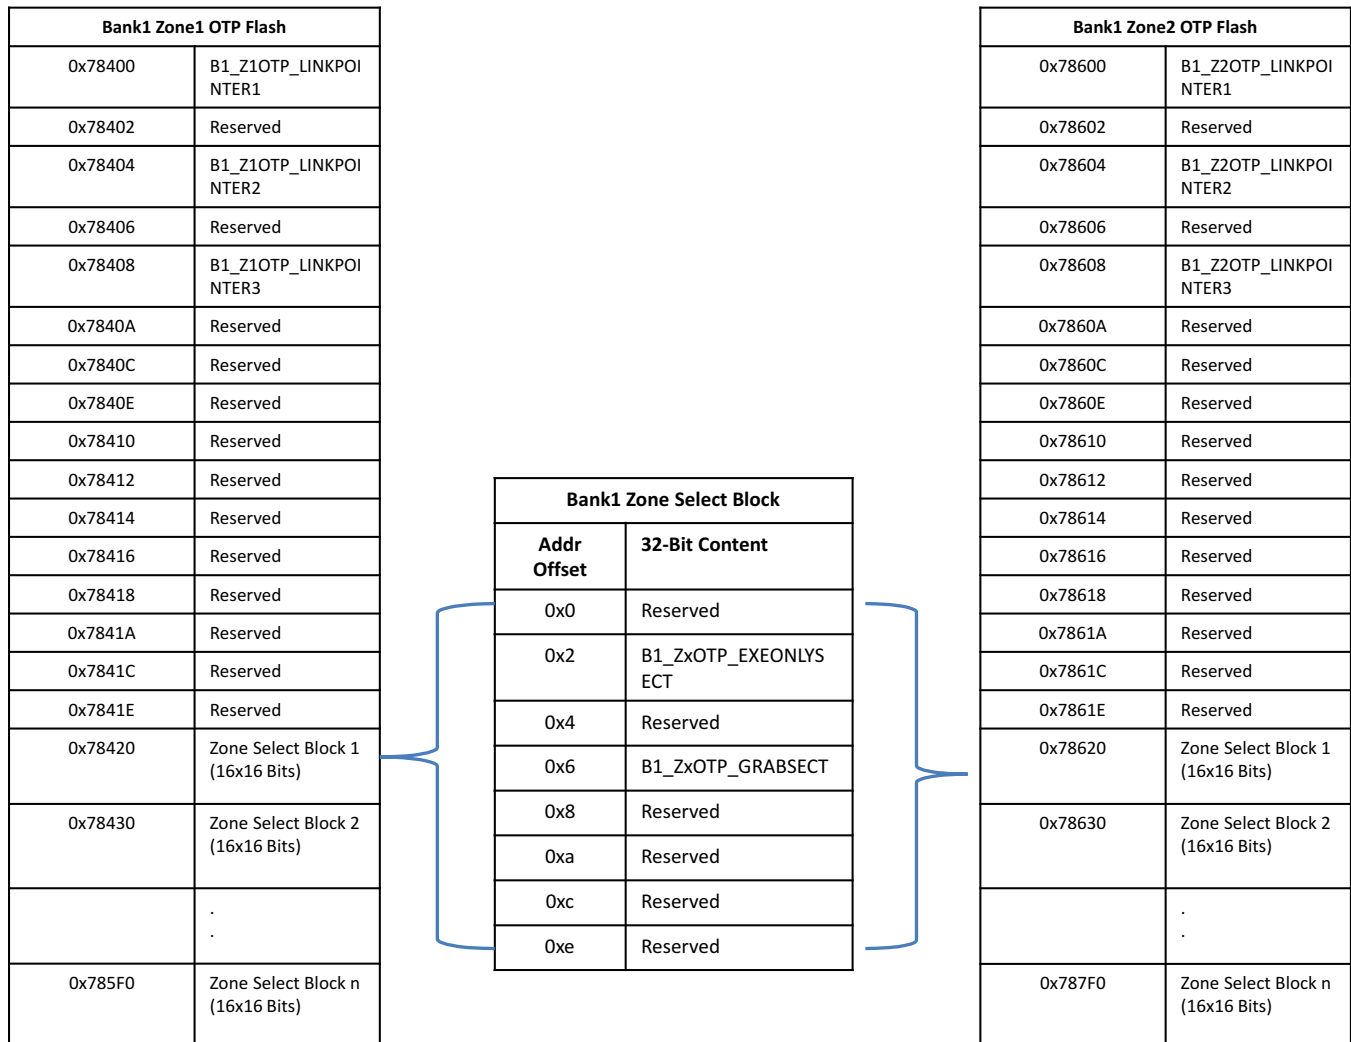 Bank1 Zone1 OTP Flash
0x78400 B1_Z1OTP_LINKPOI
NTER1
0x78402 Reserved
0x78404 B1_Z1OTP_LINKPOI
NTER2
0x78406 Reserved
0x78408 B1_Z1OTP_LINKPOI
NTER3
0x7840A Reserved
0x7840C Reserved
0x7840E Reserved
0x78410 Reserved
0x78412 Reserved
0x78414 Reserved
0x78416 Reserved
0x78418 Reserved
0x7841A Reserved
0x7841C Reserved
0x7841E Reserved
0x78420 Zone Select Block 1
(16x16 Bits)
0x78430 Zone Select Block 2
(16x16 Bits)
.
.
0x785F0 Zone Select Block n
(16x16 Bits)
Bank1 Zone Select Block
Addr 32-Bit Content
Offset
0x0 Reserved
0x2 B1_ZxOTP_EXEONLYS
ECT
0x4 Reserved
0x6 B1_ZxOTP_GRABSECT
0x8 Reserved
0xa Reserved
0xc Reserved
0xe Reserved
Bank1 Zone2 OTP Flash
0x78600 B1_Z2OTP_LINKPOI
NTER1
0x78602 Reserved
0x78604 B1_Z2OTP_LINKPOI
NTER2
0x78606 Reserved
0x78608 B1_Z2OTP_LINKPOI
NTER3
0x7860A Reserved
0x7860C Reserved
0x7860E Reserved
0x78610 Reserved
0x78612 Reserved
0x78614 Reserved
0x78616 Reserved
0x78618 Reserved
0x7861A Reserved
0x7861C Reserved
0x7861E Reserved
0x78620 Zone Select Block 1
(16x16 Bits)
0x78630 Zone Select Block 2
(16x16 Bits)
.
.
0x787F0 Zone Select Block n
(16x16 Bits)